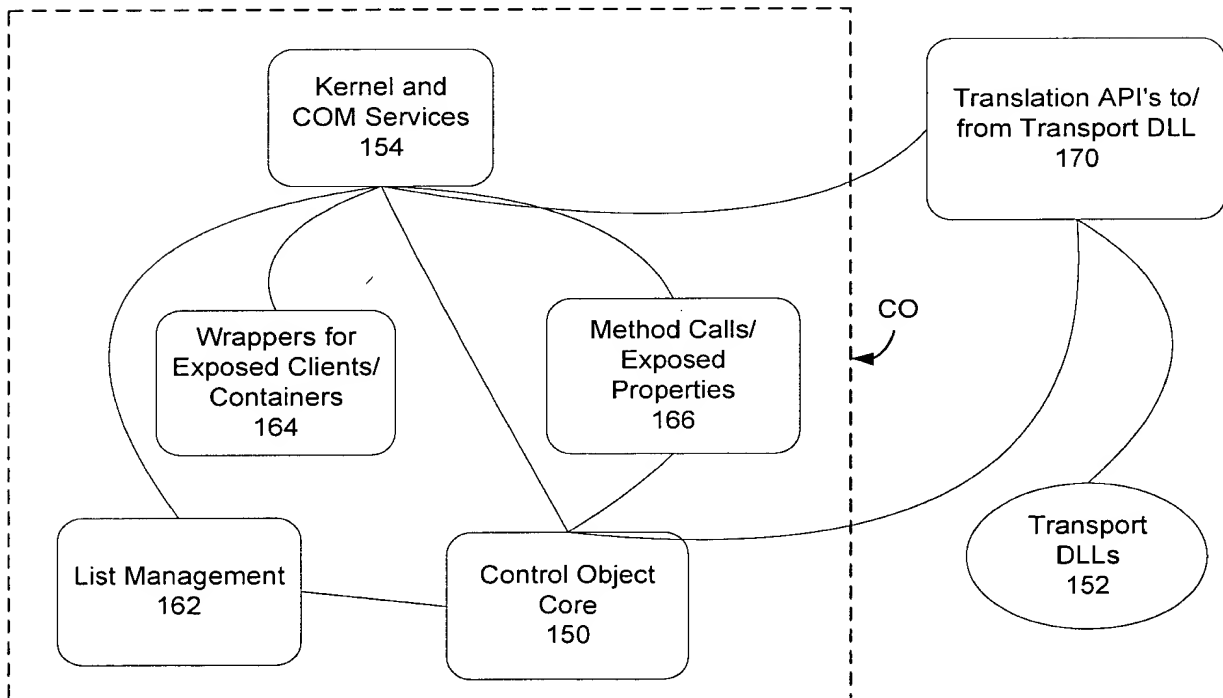 Kernel and
COM Services
154
Translation API's to/
from Transport DLL
170
CO
Wrappers for
Exposed Clients/
Containers
164
Method Calls/
Exposed
Properties
166
List Management
162
Control Object
Core
150
Transport
DLLs
152